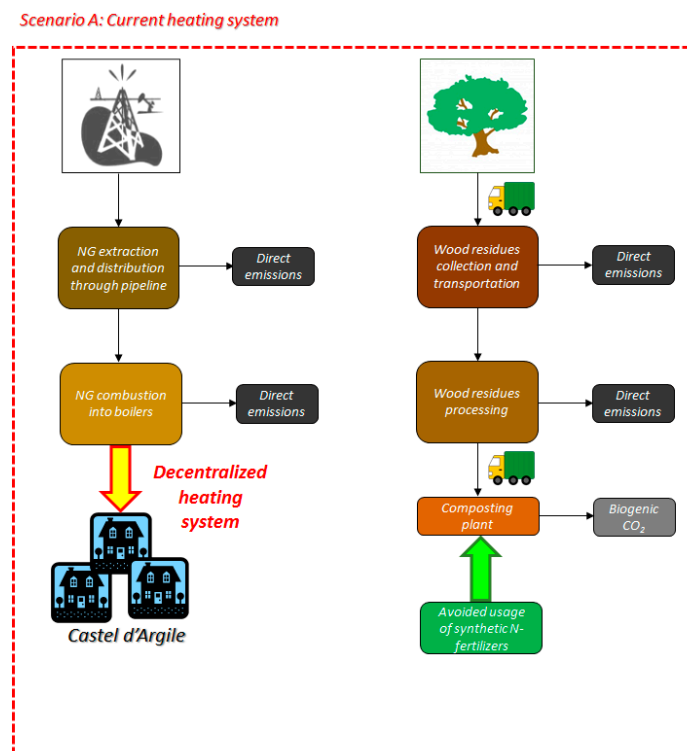 Scenario A: Current heating system
NG extraction
and distribution
through pipeline
Direct
emissions
Wood residues
collection and
transportation
Direct
emissions
NG combustion
into boilers
Direct
emissions
Wood residues
processing
Direct
emissions
Decentralized
heating
system
Composting
plant
Biogenic
CO₂
Castel d'Argile
Avoided usage
of synthetic N-
fertilizers